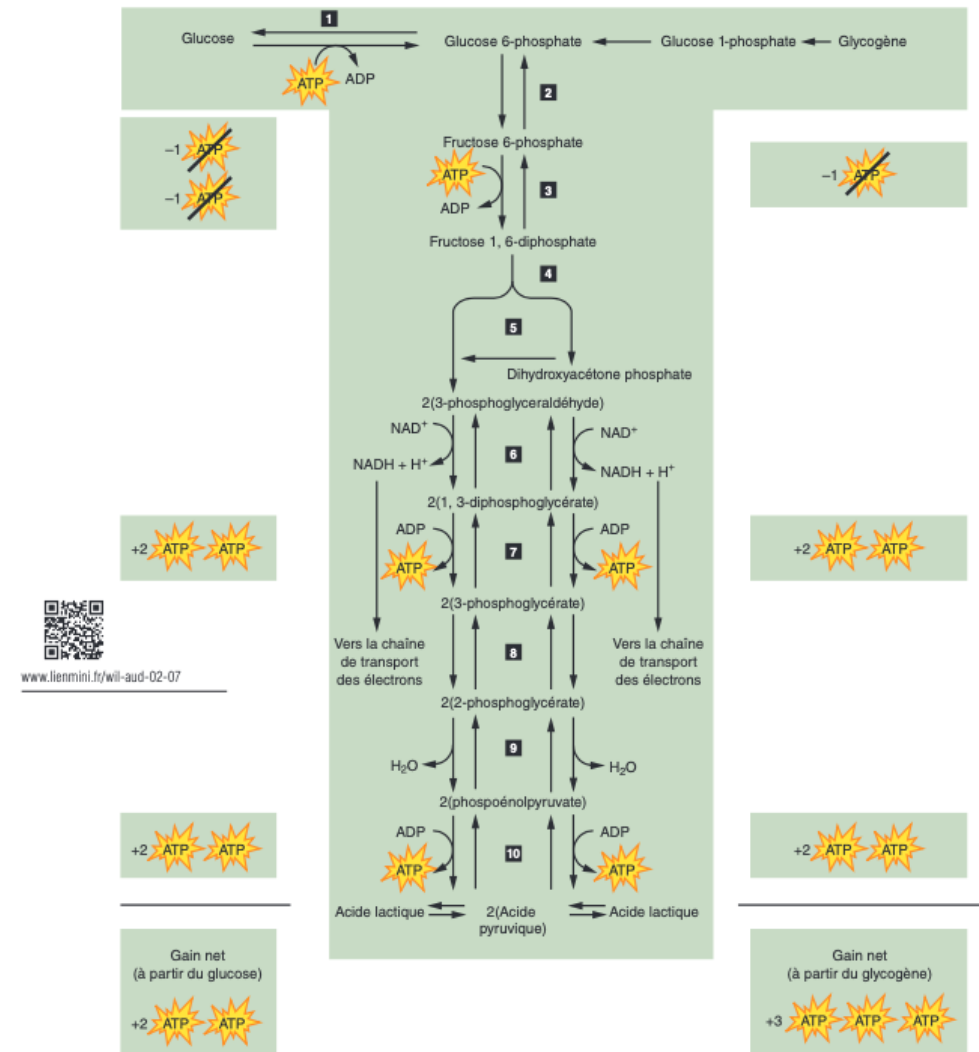 1
Glucose
Glucose 6-phosphate
Glucose 1-phosphate
Glycogène
ATP
ADP
2
–1 ATP
–1 ATP
Fructose 6-phosphate
ATP
ADP
3
–1 ATP
Fructose 1, 6-diphosphate
4
5
Dihydroxyacétone phosphate
2(3-phosphoglyceraldéhyde)
NAD+
NAD+
6
NADH + H+
NADH + H+
2(1, 3-diphosphoglycérate)
+2 ATP ATP
ADP
ATP
7
ADP
ATP
+2 ATP ATP
2(3-phosphoglycérate)
www.lienmini.fr/wil-aud-02-07
Vers la chaîne
de transport
des électrons
8
Vers la chaîne
de transport
des électrons
2(2-phosphoglycérate)
9
H₂O
H₂O
2(phospoénolpyruvate)
+2 ATP ATP
ADP
ATP
10
ADP
ATP
+2 ATP ATP
Acide lactique
2(Acide
pyruvique)
Acide lactique
Gain net
(à partir du glucose)
+2 ATP ATP
Gain net
(à partir du glycogène)
+3 ATP ATP ATP